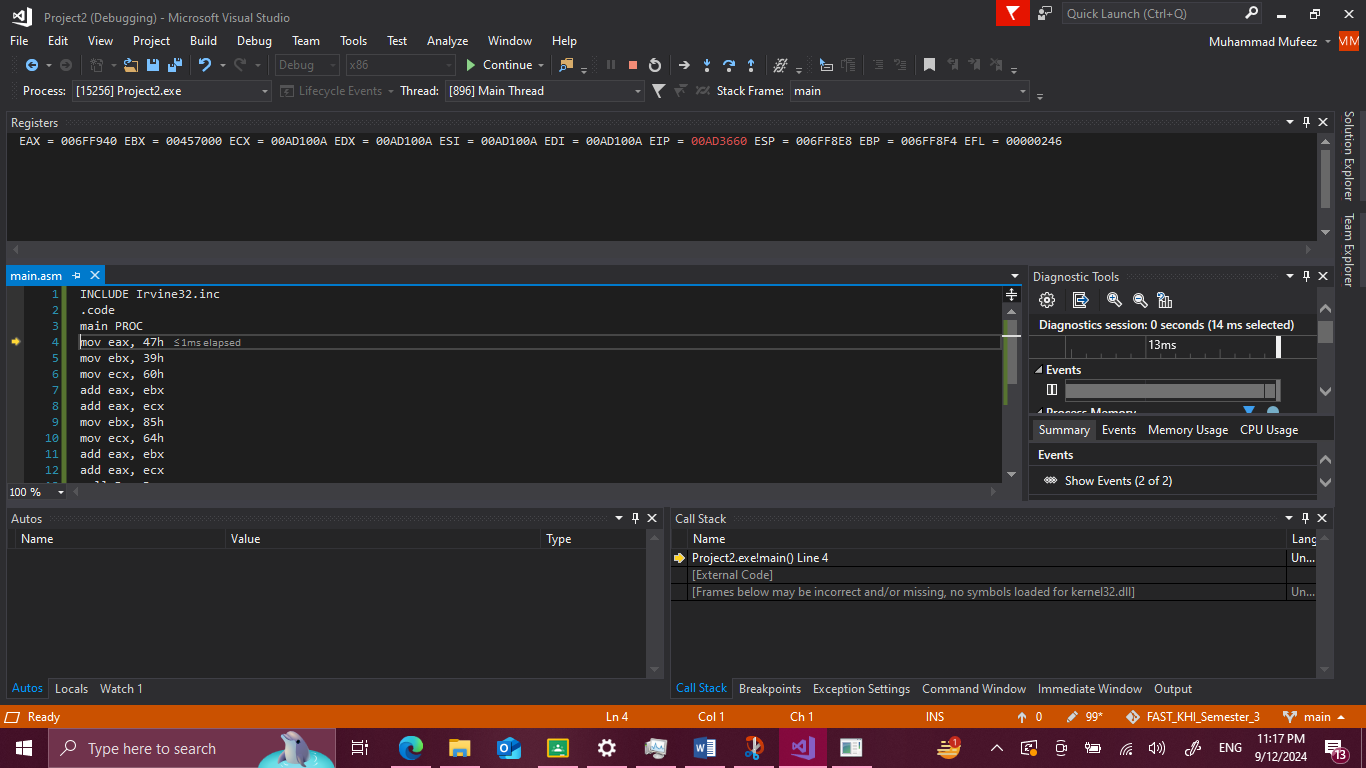 Project2 (Debugging) - Microsoft Visual Studio
Quick Launch (Ctrl+Q)
File Edit View Project Build Debug Team Tools Test Analyze Window Help
Muhammad Mufeez
MM
Debug x86 Continue
Process: [15256] Project2.exe Lifecycle Events Thread: [896] Main Thread Stack Frame: main
Registers
EAX = 006FF940 EBX = 00457000 ECX = 00AD100A EDX = 00AD100A ESI = 00AD100A EDI = 00AD100A EIP = 00AD3660 ESP = 006FF8E8 EBP = 006FF8F4 EFL = 00000246
Solution Explorer
Team Explorer
main.asm
1 INCLUDE Irvine32.inc
2 .code
3 main PROC
4 mov eax, 47h ≤1ms elapsed
5 mov ebx, 39h
6 mov ecx, 60h
7 add eax, ebx
8 add eax, ecx
9 mov ebx, 85h
10 mov ecx, 64h
11 add eax, ebx
12 add eax, ecx
100 %
Diagnostic Tools
Diagnostics session: 0 seconds (14 ms selected)
13ms
Events
Process Memory
Summary Events Memory Usage CPU Usage
Events
Show Events (2 of 2)
Autos
Name Value Type
Autos Locals Watch 1
Call Stack
Name Lang
Project2.exe!main() Line 4 Un...
[External Code]
[Frames below may be incorrect and/or missing, no symbols loaded for kernel32.dll] Un...
Call Stack Breakpoints Exception Settings Command Window Immediate Window Output
Ready Ln 4 Col 1 Ch 1 INS 0 99* FAST_KHI_Semester_3 main
Type here to search
1
ENG
11:17 PM
9/12/2024
13